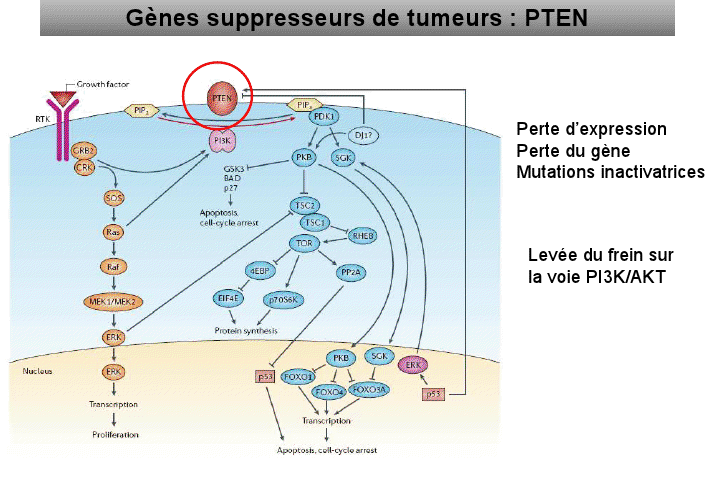 Gènes suppresseurs de tumeurs : PTEN
Growth factor
RTK
PIP2
PTEN
PIP3
PDK1
DJ1?
GRB2
CRK
PI3K
PKB
SGK
GSK3
BAD
p27
Apoptosis,
cell-cycle arrest
SOS
TSC2
TSC1
Ras
TOR
RHEB
Raf
4EBP
PP2A
MEK1/MEK2
EIF4E
p70S6K
ERK
Protein synthesis
Nucleus
ERK
p53
FOXO1
PKB
SGK
ERK
FOXO4
FOXO3A
p53
Transcription
Transcription
Proliferation
Apoptosis, cell-cycle arrest
Perte d'expression
Perte du gène
Mutations inactivatrices
Levée du frein sur
la voie PI3K/AKT